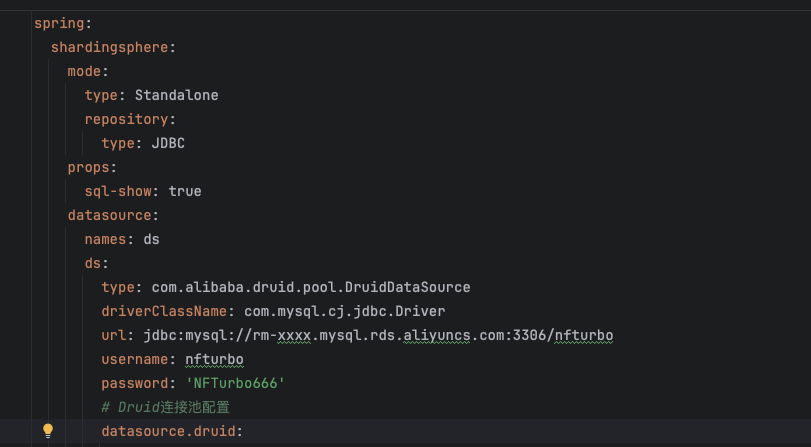 spring:
shardingsphere:
mode:
type: Standalone
repository:
type: JDBC
props:
sql-show: true
datasource:
names: ds
ds:
type: com.alibaba.druid.pool.DruidDataSource
driverClassName: com.mysql.cj.jdbc.Driver
url: jdbc:mysql://rm-xxxx.mysql.rds.aliyuncs.com:3306/nfturbo
username: nfturbo
password: 'NFTurbo666'
# Druid连接池配置
datasource.druid: